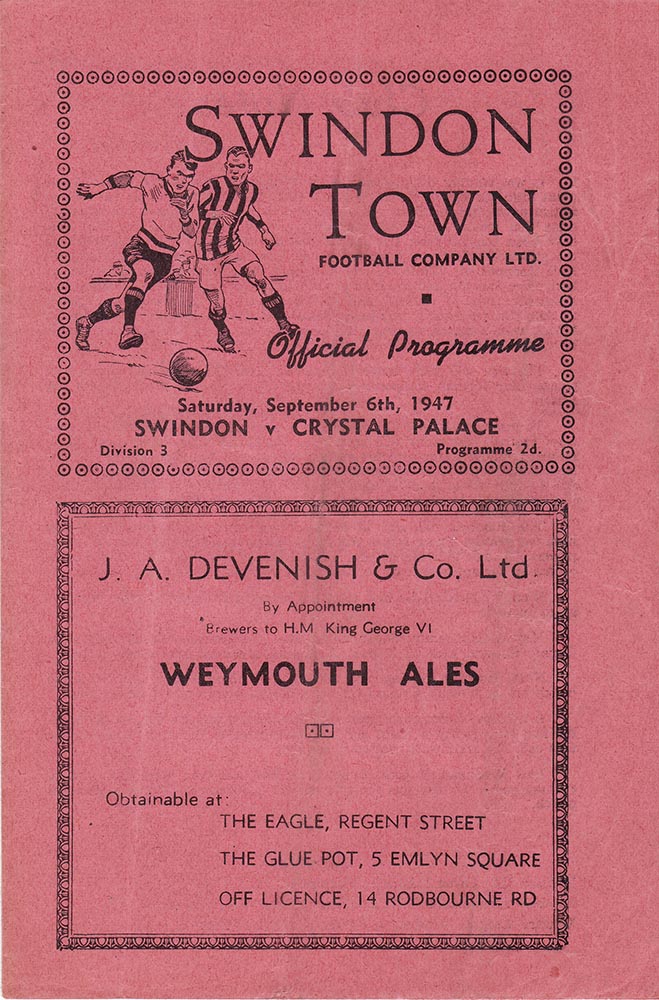 SWINDON
TOWN
FOOTBALL COMPANY LTD.
Official Programme
Saturday, September 6th, 1947
SWINDON v CRYSTAL PALACE
Division 3 Programme 2d.
J. A. DEVENISH & Co. Ltd.
By Appointment
Brewers to H.M King George VI
WEYMOUTH ALES
Obtainable at:
THE EAGLE, REGENT STREET
THE GLUE POT, 5 EMLYN SQUARE
OFF LICENCE, 14 RODBOURNE RD